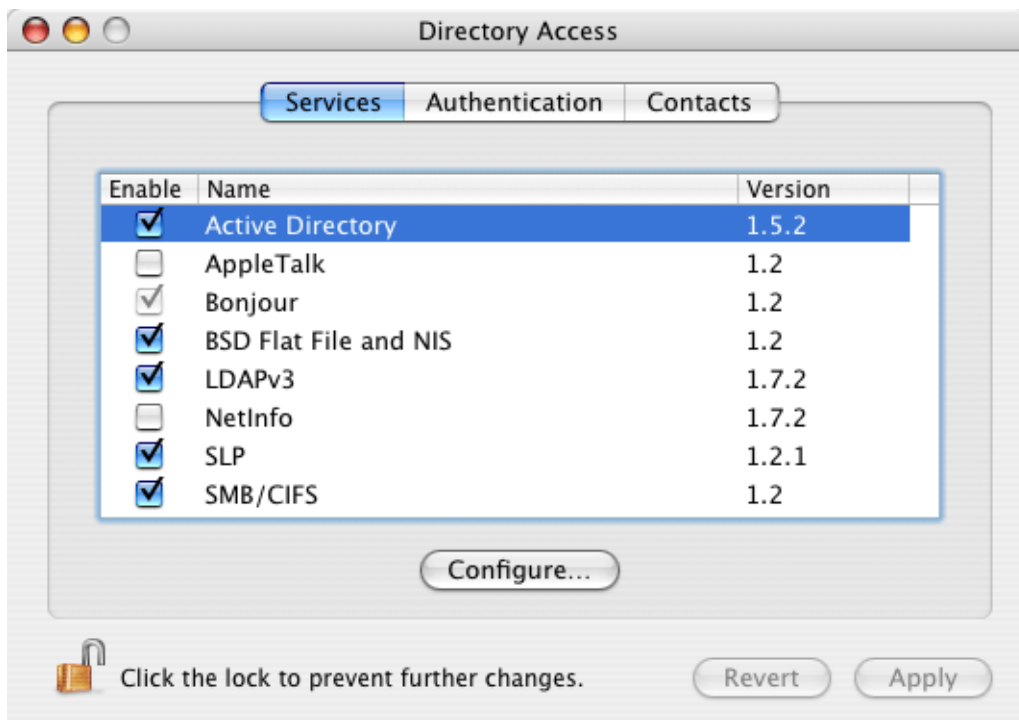 Directory Access
Services Authentication Contacts
Enable Name Version
Active Directory 1.5.2
AppleTalk 1.2
Bonjour 1.2
BSD Flat File and NIS 1.2
LDAPv3 1.7.2
NetInfo 1.7.2
SLP 1.2.1
SMB/CIFS 1.2
Configure...
Click the lock to prevent further changes. Revert Apply